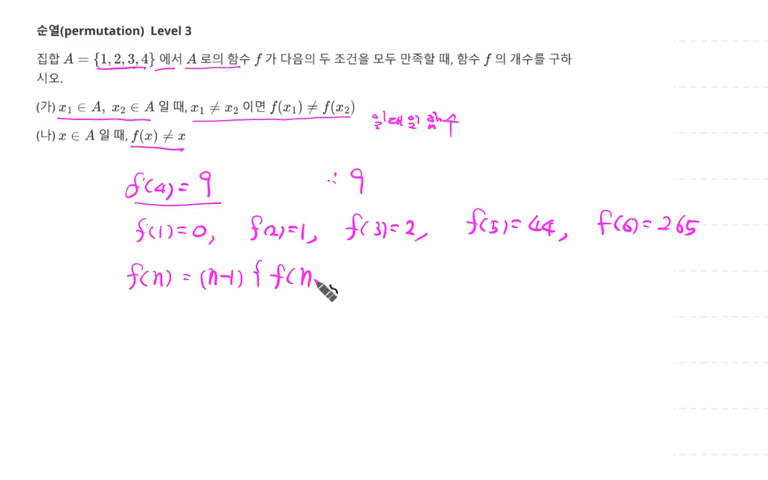 순열(permutation) Level 3
집합 A = {1, 2, 3, 4} 에서 A 로의 함수 f 가 다음의 두 조건을 모두 만족할 때, 함수 f 의 개수를 구하
시오.
(가) x₁ ∈ A, x₂ ∈ A 일 때, x₁ ≠ x₂ 이면 f(x₁) ≠ f(x₂)
일대일 함수
(나) x ∈ A 일 때, f(x) ≠ x
f(4) = 9 ∴ 9
f(1)=0, f(2)=1, f(3)=2, f(5)=44, f(6)=265
f(n) = (n-1) { f(n